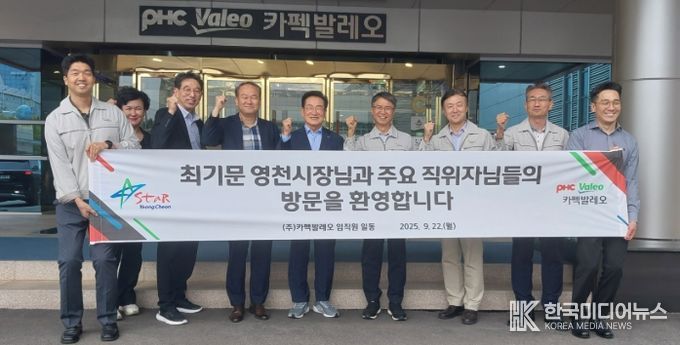 PHC Valeo 카펙발레오
최기문 영천시장님과 주요 직위자님들의
방문을 환영합니다
STAR
YeongCheon
PHC Valeo
카펙발레오
(주)카펙발레오 임직원 일동 2025. 9. 22.(월)
HK 한국미디어뉴스
KOREA MEDIA NEWS